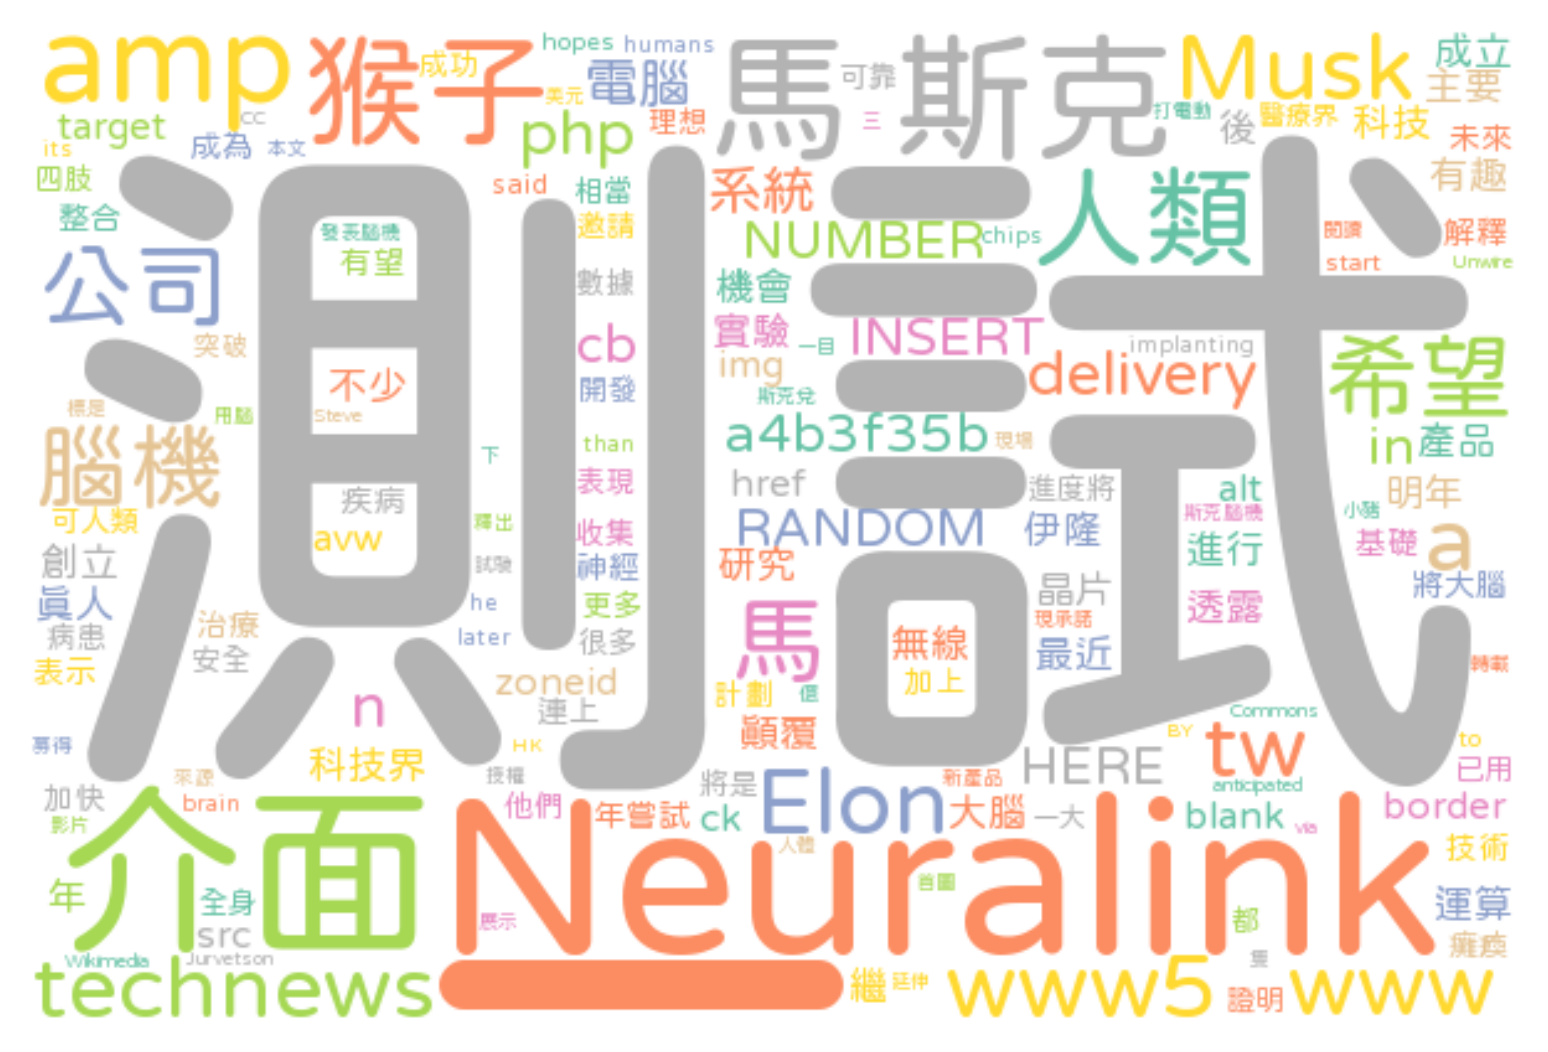 amp
猴子
成功
hopes
humans
美元
電腦
馬斯克
可靠
Musk
成立
主要
target
CC
php
理想
三
打電動
後
醫療界
科技
未來
its
成為
本文
四肢
said
相當
系統
人類
有趣
整合
發表腦機
邀請
NUMBER
chips
閱讀
解釋
公司
有望
數據
機會
start
Unwire
測試
突破
cb
實驗
一目
INSERT
implanting
希望
不少
開發
img
delivery
標是
用腦
Steve
斯克兌
腦機
下
than
a4b3f35b
現場
in
產品
疾病
表現
href
進度將
alt
明年
可人類
avw
釋出
收集
RANDOM
伊隆
斯克腦機
小豬
基礎
a
創立
試驗
神經
研究
進行
真人
he
更多
晶片
透露
將大腦
病患
治療
later
很多
馬
無線
現承諾
最近
表示
安全
zoneid
計劃
個
加上
轉載
n
連上
顛覆
Commons
募得
科技界
HK
HERE
BY
tw
to
來源
授權
將是
Elon
新產品
anticipated
已用
加快
brain
他們
年嘗試
ck
大腦
一大
blank
via
border
影片
介面
Neuralink
人體
技術
年
全身
首圖
運算
src
展示
都
癱瘓
Wikimedia
Jurvetson
隻
technews
繼
延伸
www5
證明
www